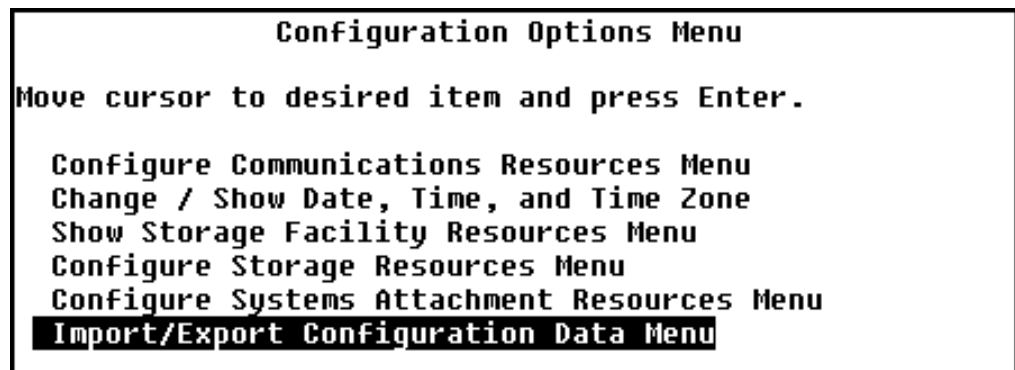 Configuration Options Menu
Move cursor to desired item and press Enter.
Configure Communications Resources Menu
Change / Show Date, Time, and Time Zone
Show Storage Facility Resources Menu
Configure Storage Resources Menu
Configure Systems Attachment Resources Menu
Import/Export Configuration Data Menu